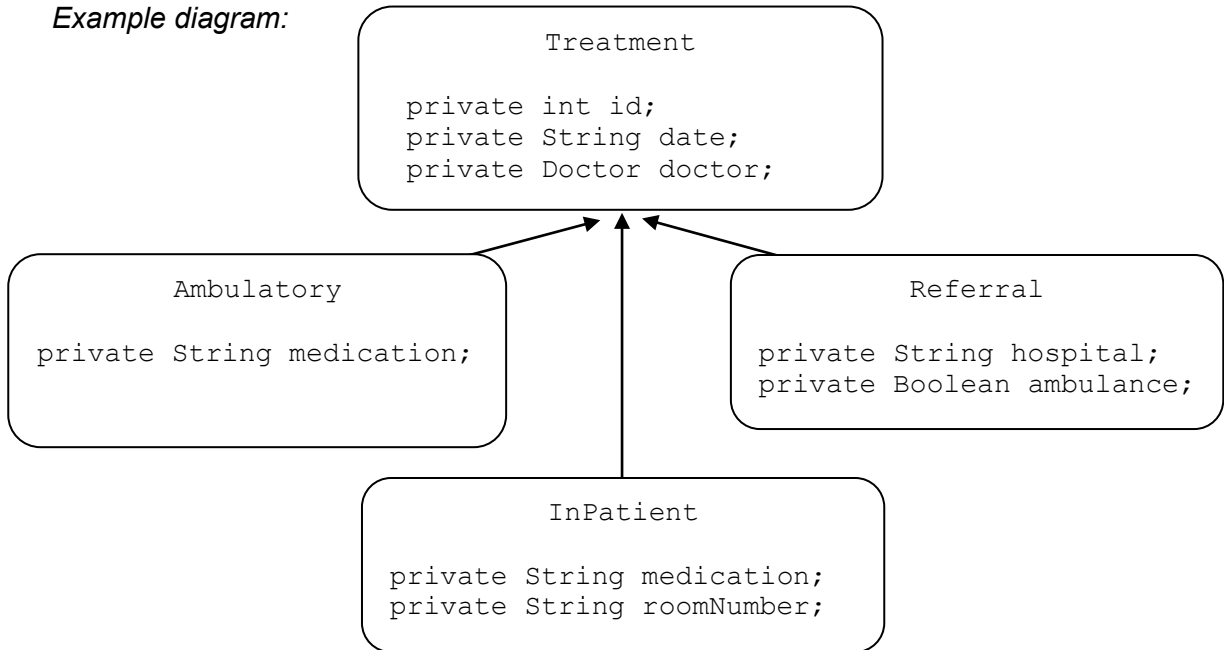 Example diagram:
Treatment
private int id;
private String date;
private Doctor doctor;
Ambulatory
private String medication;
Referral
private String hospital;
private Boolean ambulance;
InPatient
private String medication;
private String roomNumber;